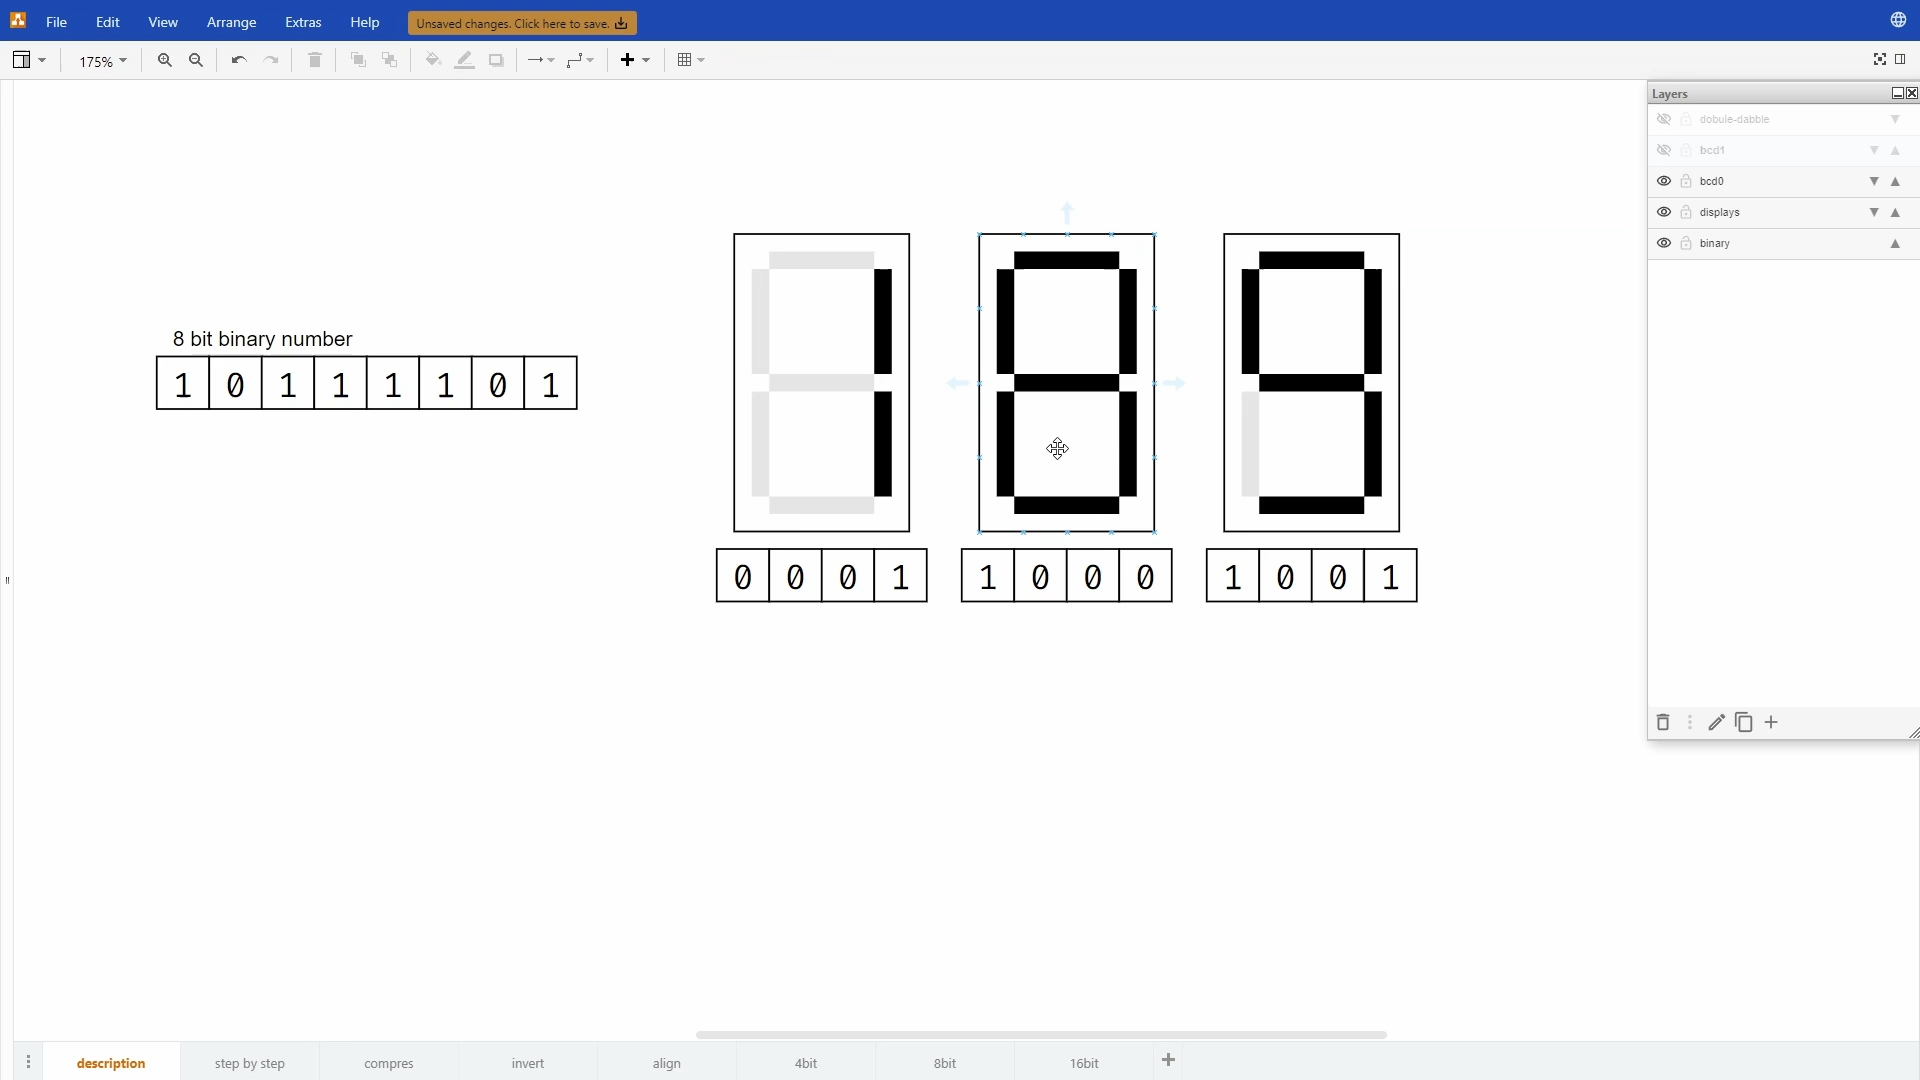 File Edit View Arrange Extras Help Unsaved changes. Click here to save.
175%
Layers
dobule-dabble
bcd1
bcd0
displays
binary
8 bit binary number
1 0 1 1 1 1 0 1
189
0 0 0 1 1 0 0 0 1 0 0 1
description step by step compres invert align 4bit 8bit 16bit